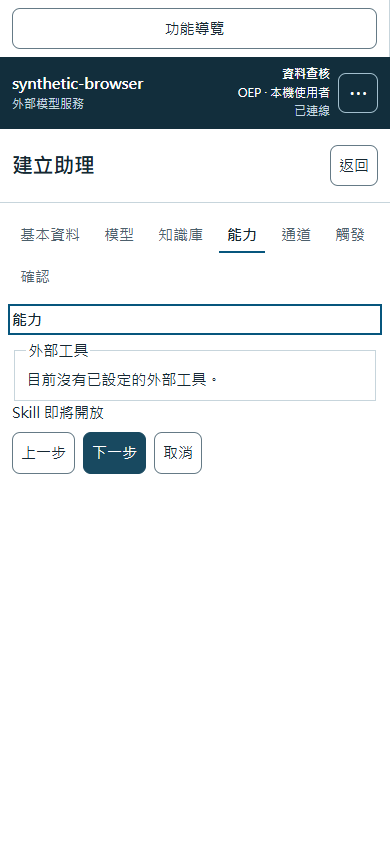 功能導覽
synthetic-browser
外部模型服務
資料查核
OEP · 本機使用者
已連線
...
建立助理
返回
基本資料 模型 知識庫 能力 通道 觸發
確認
能力
外部工具
目前沒有已設定的外部工具。
Skill 即將開放
上一步 下一步 取消